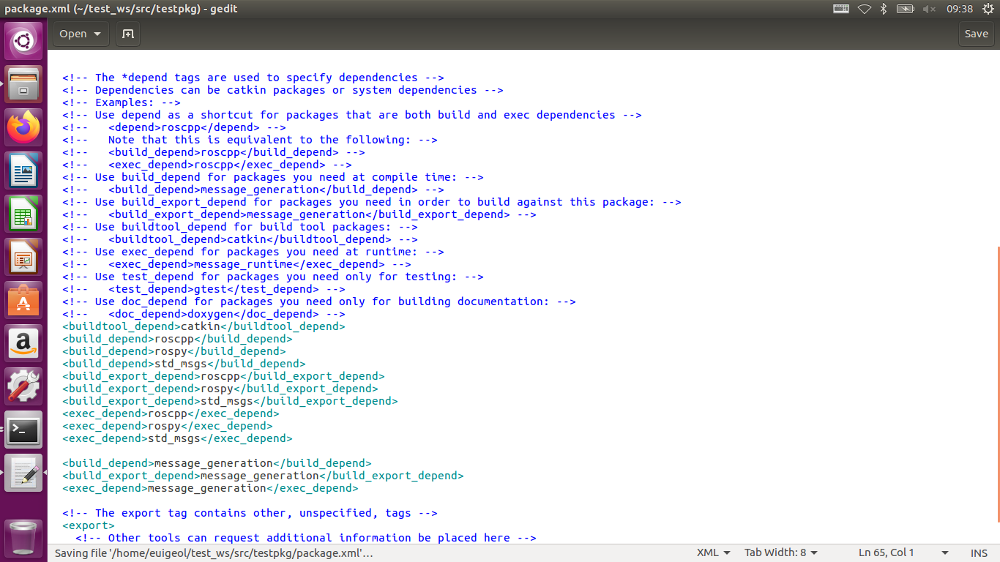 package.xml (~/test_ws/src/testpkg) - gedit
09:38
Open
Save
<!-- The *depend tags are used to specify dependencies -->
<!-- Dependencies can be catkin packages or system dependencies -->
<!-- Examples: -->
<!-- Use depend as a shortcut for packages that are both build and exec dependencies -->
<!--   <depend>roscpp</depend> -->
<!--   Note that this is equivalent to the following: -->
<!--   <build_depend>roscpp</build_depend> -->
<!--   <exec_depend>roscpp</exec_depend> -->
<!-- Use build_depend for packages you need at compile time: -->
<!--   <build_depend>message_generation</build_depend> -->
<!-- Use build_export_depend for packages you need in order to build against this package: -->
<!--   <build_export_depend>message_generation</build_export_depend> -->
<!-- Use buildtool_depend for build tool packages: -->
<!--   <buildtool_depend>catkin</buildtool_depend> -->
<!-- Use exec_depend for packages you need at runtime: -->
<!--   <exec_depend>message_runtime</exec_depend> -->
<!-- Use test_depend for packages you need only for testing: -->
<!--   <test_depend>gtest</test_depend> -->
<!-- Use doc_depend for packages you need only for building documentation: -->
<!--   <doc_depend>doxygen</doc_depend> -->
<buildtool_depend>catkin</buildtool_depend>
<build_depend>roscpp</build_depend>
<build_depend>rospy</build_depend>
<build_depend>std_msgs</build_depend>
<build_export_depend>roscpp</build_export_depend>
<build_export_depend>rospy</build_export_depend>
<build_export_depend>std_msgs</build_export_depend>
<exec_depend>roscpp</exec_depend>
<exec_depend>rospy</exec_depend>
<exec_depend>std_msgs</exec_depend>
<build_depend>message_generation</build_depend>
<build_export_depend>message_generation</build_export_depend>
<exec_depend>message_generation</exec_depend>
<!-- The export tag contains other, unspecified, tags -->
<export>
  <!-- Other tools can request additional information be placed here -->
Saving file '/home/euigeol/test_ws/src/testpkg/package.xml'…
XML
Tab Width: 8
Ln 65, Col 1
INS